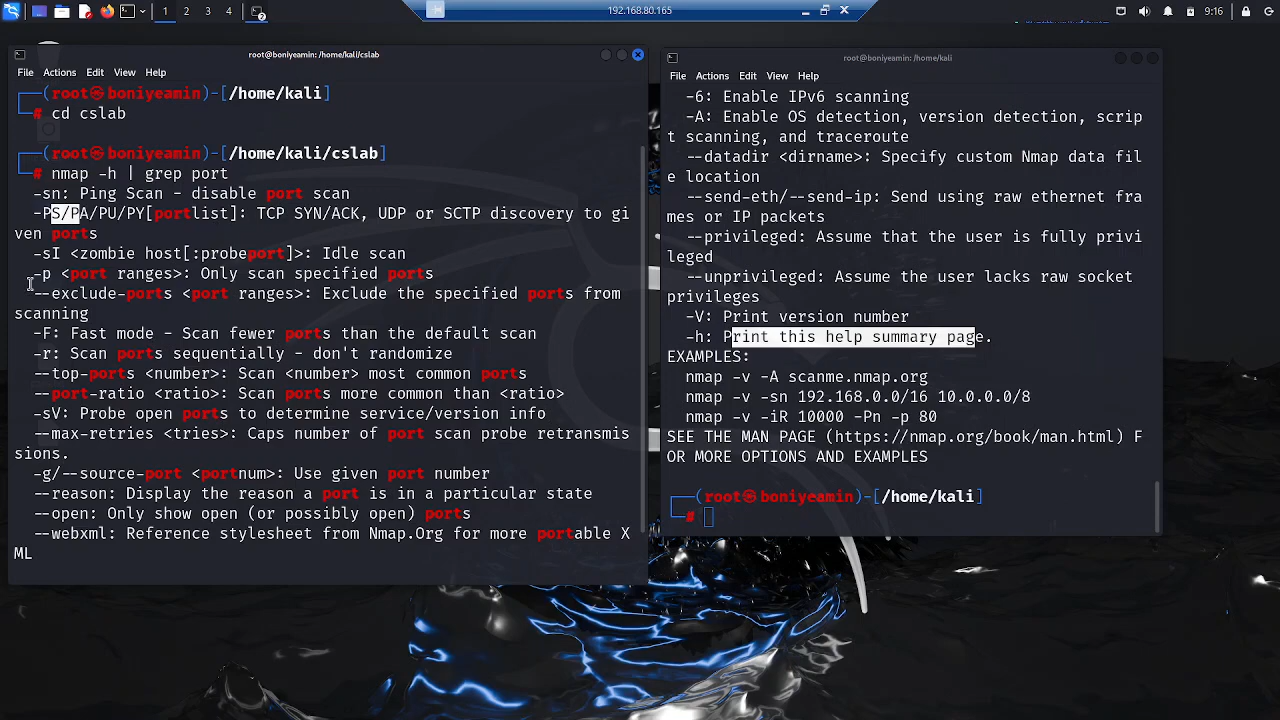 1 2 3 4
192.168.80.165
9:16
root@boniyeamin: /home/kali/cslab
File Actions Edit View Help
(root㉿boniyeamin)-[/home/kali]
# cd cslab
(root㉿boniyeamin)-[/home/kali/cslab]
# nmap -h | grep port
-sn: Ping Scan - disable port scan
-PS/PA/PU/PY[portlist]: TCP SYN/ACK, UDP or SCTP discovery to gi
ven ports
-sI <zombie host[:probeport]>: Idle scan
-p <port ranges>: Only scan specified ports
--exclude-ports <port ranges>: Exclude the specified ports from
scanning
-F: Fast mode - Scan fewer ports than the default scan
-r: Scan ports sequentially - don't randomize
--top-ports <number>: Scan <number> most common ports
--port-ratio <ratio>: Scan ports more common than <ratio>
-sV: Probe open ports to determine service/version info
--max-retries <tries>: Caps number of port scan probe retransmis
sions.
-g/--source-port <portnum>: Use given port number
--reason: Display the reason a port is in a particular state
--open: Only show open (or possibly open) ports
--webxml: Reference stylesheet from Nmap.Org for more portable X
ML
root@boniyeamin: /home/kali
File Actions Edit View Help
-6: Enable IPv6 scanning
-A: Enable OS detection, version detection, scrip
t scanning, and traceroute
--datadir <dirname>: Specify custom Nmap data fil
e location
--send-eth/--send-ip: Send using raw ethernet fra
mes or IP packets
--privileged: Assume that the user is fully privi
leged
--unprivileged: Assume the user lacks raw socket
privileges
-V: Print version number
-h: Print this help summary page.
EXAMPLES:
nmap -v -A scanme.nmap.org
nmap -v -sn 192.168.0.0/16 10.0.0.0/8
nmap -v -iR 10000 -Pn -p 80
SEE THE MAN PAGE (https://nmap.org/book/man.html) F
OR MORE OPTIONS AND EXAMPLES
(root㉿boniyeamin)-[/home/kali]
#